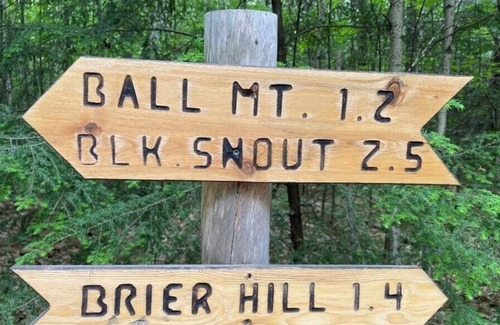 BALL MT. 1.2
BLK. SNOUT 2.5
BRIER HILL 1.4